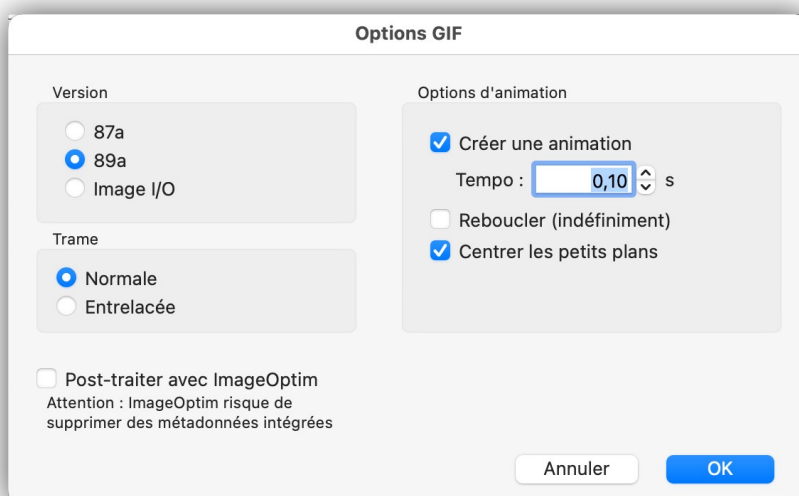 Options GIF
Version
87a
89a
Image I/O
Trame
Normale
Entrelacée
Post-traiter avec ImageOptim
Attention : ImageOptim risque de
supprimer des métadonnées intégrées
Options d'animation
Créer une animation
Tempo : 0,10 s
Reboucler (indéfiniment)
Centrer les petits plans
Annuler
OK